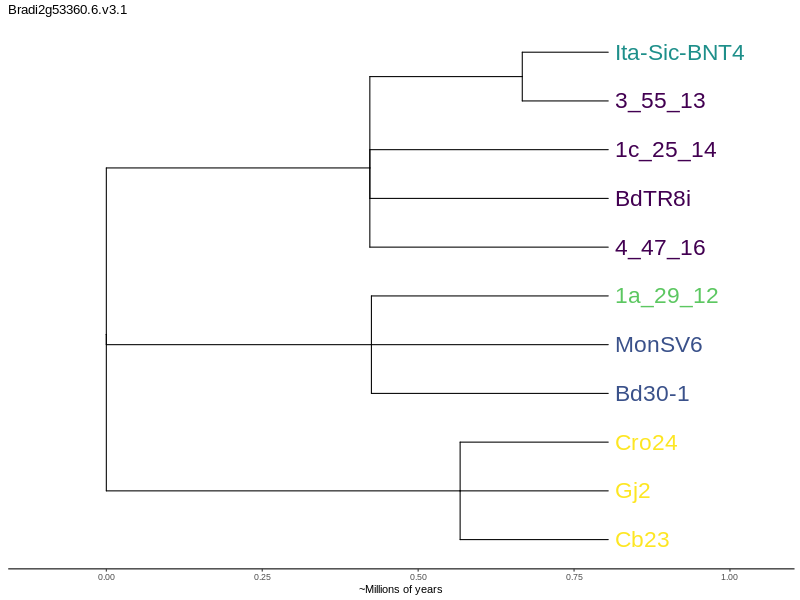 Bradi2g53360.6.v3.1
Ita-Sic-BNT4
3_55_13
1c_25_14
BdTR8i
4_47_16
1a_29_12
MonSV6
Bd30-1
Cro24
Gj2
Cb23
0.00 0.25 0.50 0.75 1.00
~Millions of years